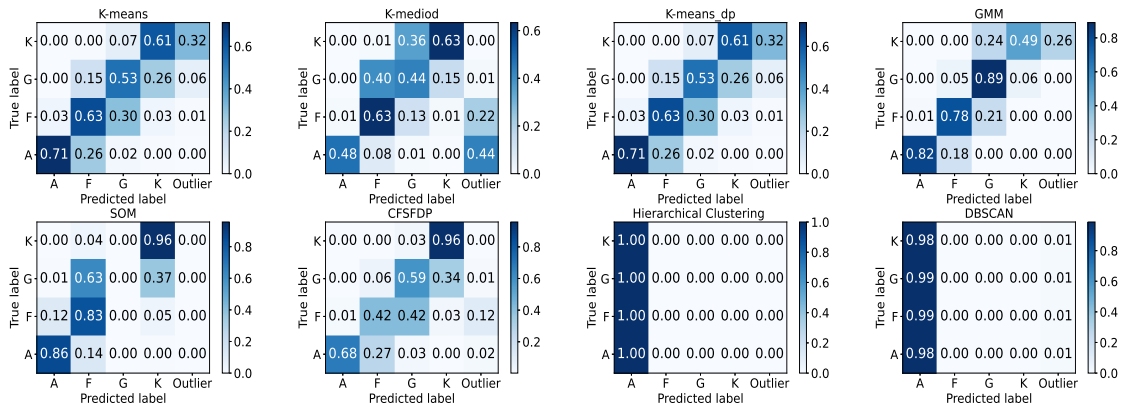 K-means
K 0.00 0.00 0.07 0.61 0.32
G 0.00 0.15 0.53 0.26 0.06
F 0.03 0.63 0.30 0.03 0.01
A 0.71 0.26 0.02 0.00 0.00
A F G K Outlier
Predicted label
True label
0.6
0.4
0.2
0.0
K-mediod
K 0.00 0.01 0.36 0.63 0.00
G 0.00 0.40 0.44 0.15 0.01
F 0.01 0.63 0.13 0.01 0.22
A 0.48 0.08 0.01 0.00 0.44
A F G K Outlier
Predicted label
True label
0.6
0.4
0.2
0.0
K-means_dp
K 0.00 0.00 0.07 0.61 0.32
G 0.00 0.15 0.53 0.26 0.06
F 0.03 0.63 0.30 0.03 0.01
A 0.71 0.26 0.02 0.00 0.00
A F G K Outlier
Predicted label
True label
0.6
0.4
0.2
0.0
GMM
K 0.00 0.00 0.24 0.49 0.26
G 0.00 0.05 0.89 0.06 0.00
F 0.01 0.78 0.21 0.00 0.00
A 0.82 0.18 0.00 0.00 0.00
A F G K Outlier
Predicted label
True label
0.8
0.6
0.4
0.2
0.0
SOM
K 0.00 0.04 0.00 0.96 0.00
G 0.01 0.63 0.00 0.37 0.00
F 0.12 0.83 0.00 0.05 0.00
A 0.86 0.14 0.00 0.00 0.00
A F G K Outlier
Predicted label
True label
0.8
0.6
0.4
0.2
0.0
CFSFDP
K 0.00 0.00 0.03 0.96 0.00
G 0.00 0.06 0.59 0.34 0.01
F 0.01 0.42 0.42 0.03 0.12
A 0.68 0.27 0.03 0.00 0.02
A F G K Outlier
Predicted label
True label
0.8
0.6
0.4
0.2
Hierarchical Clustering
K 1.00 0.00 0.00 0.00 0.00
G 1.00 0.00 0.00 0.00 0.00
F 1.00 0.00 0.00 0.00 0.00
A 1.00 0.00 0.00 0.00 0.00
A F G K Outlier
Predicted label
True label
1.0
0.8
0.6
0.4
0.2
0.0
DBSCAN
K 0.98 0.00 0.00 0.00 0.01
G 0.99 0.00 0.00 0.00 0.01
F 0.99 0.00 0.00 0.00 0.01
A 0.98 0.00 0.00 0.00 0.01
A F G K Outlier
Predicted label
True label
0.8
0.6
0.4
0.2
0.0